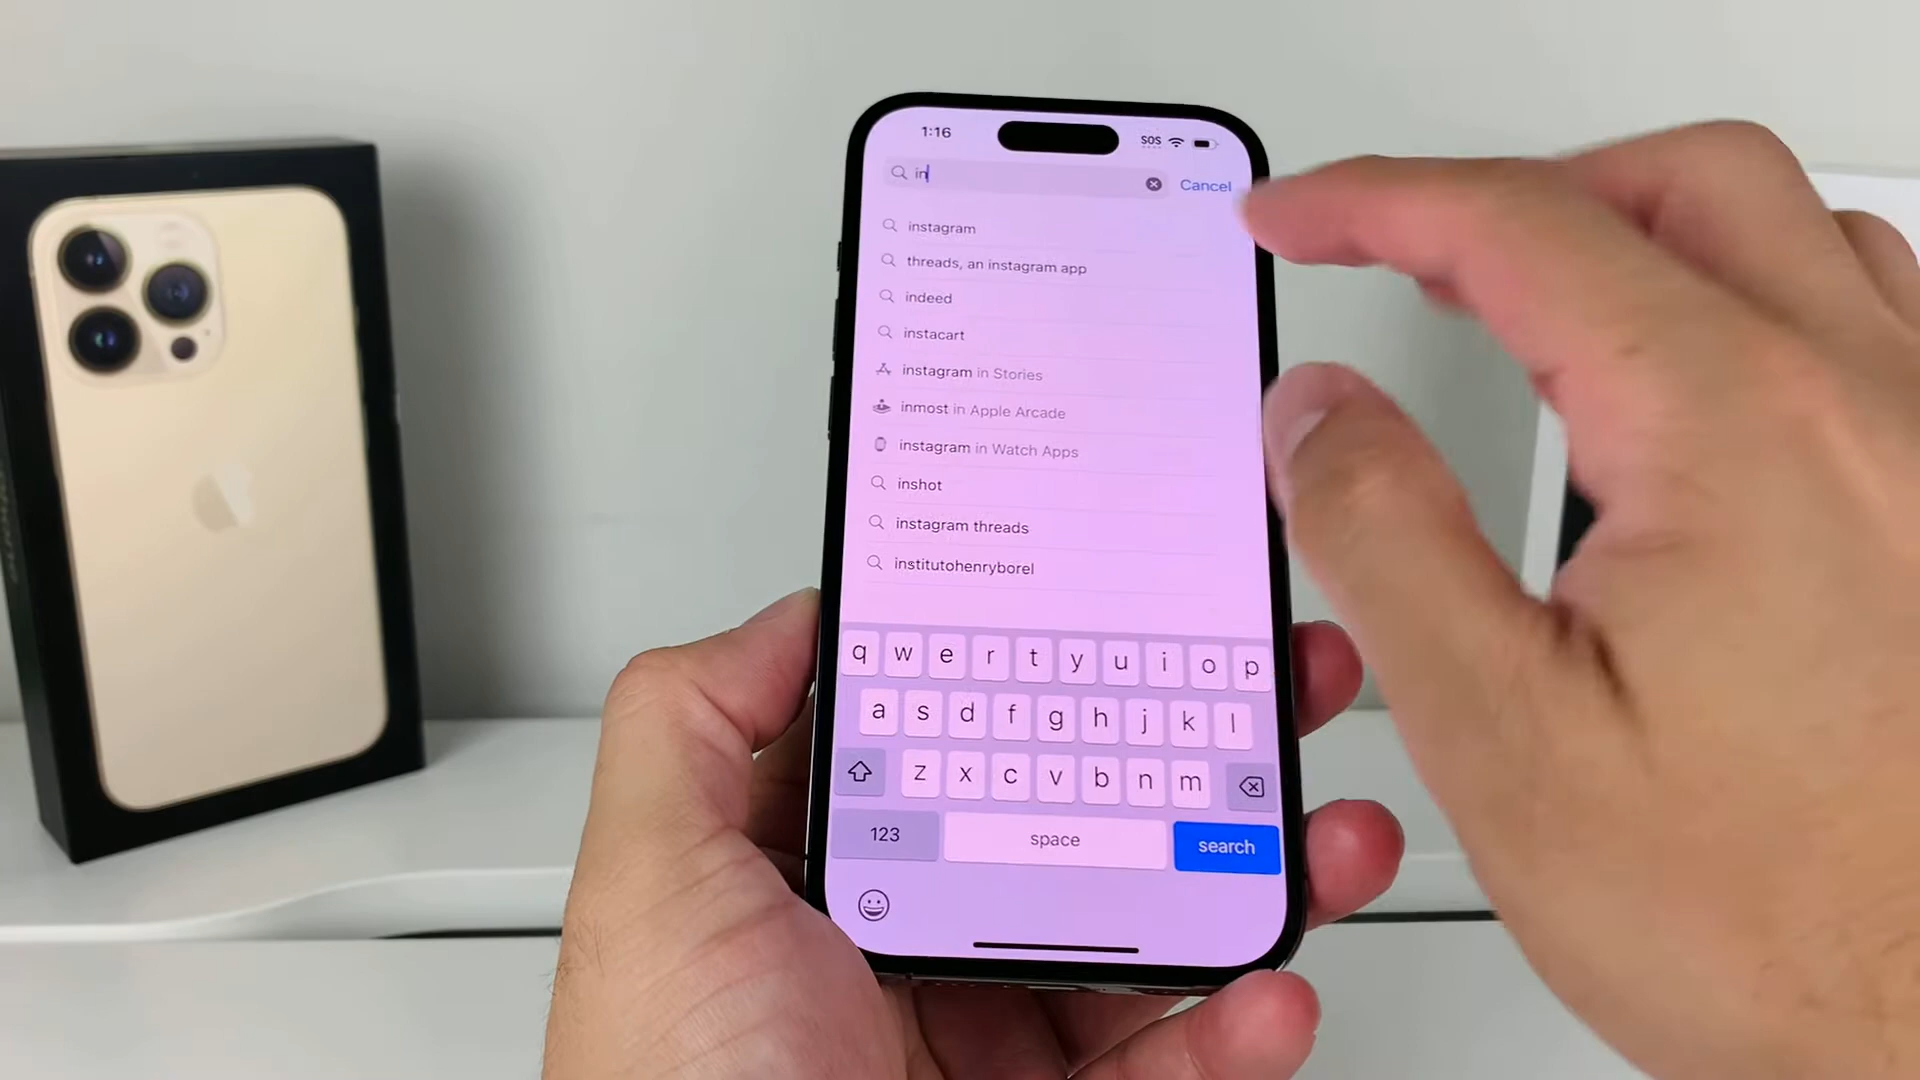 1:16
SOS
in
Cancel
instagram
threads, an instagram app
indeed
instacart
instagram in Stories
inmost in Apple Arcade
instagram in Watch Apps
inshot
instagram threads
institutohenryborel
q w e r t y u i o p
a s d f g h j k l
z x c v b n m
123
space
search